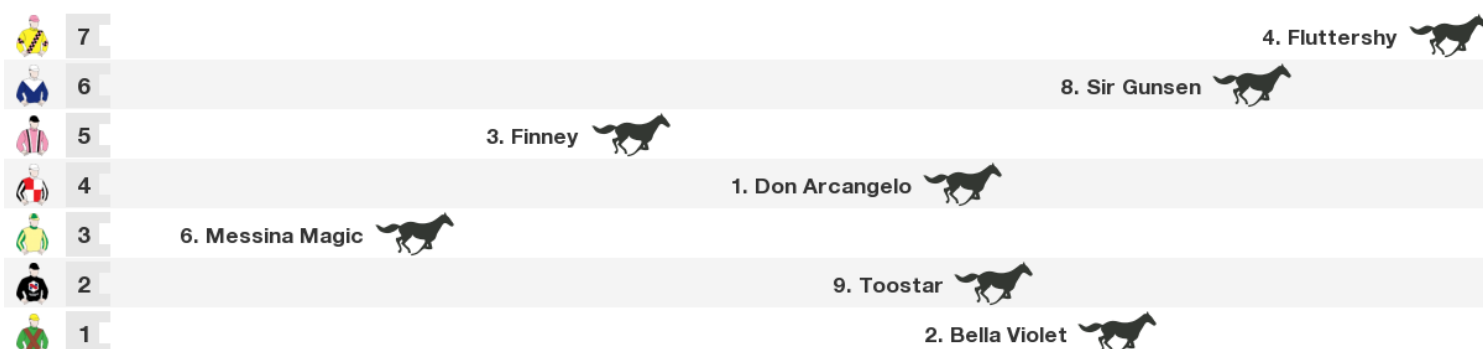 7 4. Fluttershy
6 8. Sir Gunsen
5 3. Finney
4 1. Don Arcangelo
3 6. Messina Magic
2 9. Toostar
1 2. Bella Violet